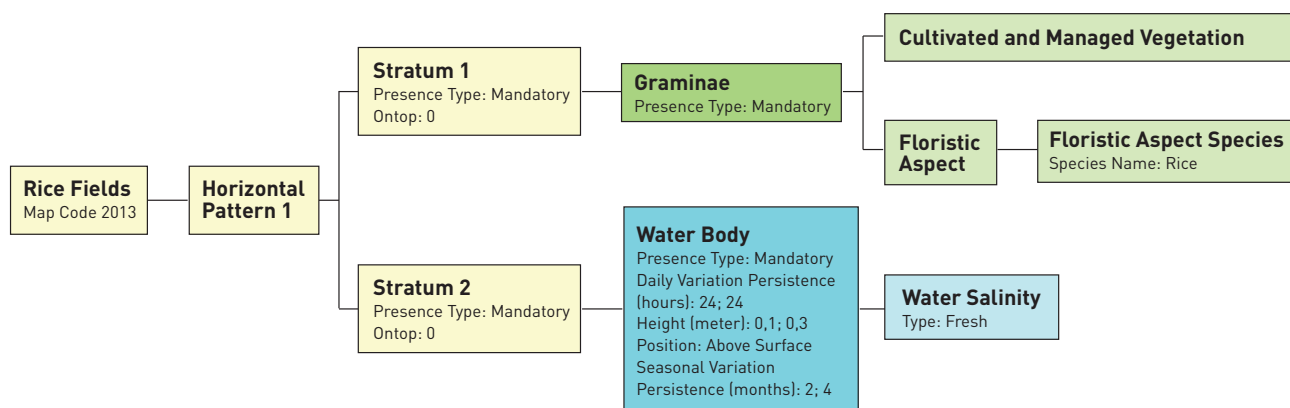 Rice Fields
Map Code 2013
Horizontal
Pattern 1
Stratum 1
Presence Type: Mandatory
Ontop: 0
Graminae
Presence Type: Mandatory
Cultivated and Managed Vegetation
Floristic
Aspect
Floristic Aspect Species
Species Name: Rice
Stratum 2
Presence Type: Mandatory
Ontop: 0
Water Body
Presence Type: Mandatory
Daily Variation Persistence
(hours): 24; 24
Height (meter): 0,1; 0,3
Position: Above Surface
Seasonal Variation
Persistence (months): 2; 4
Water Salinity
Type: Fresh